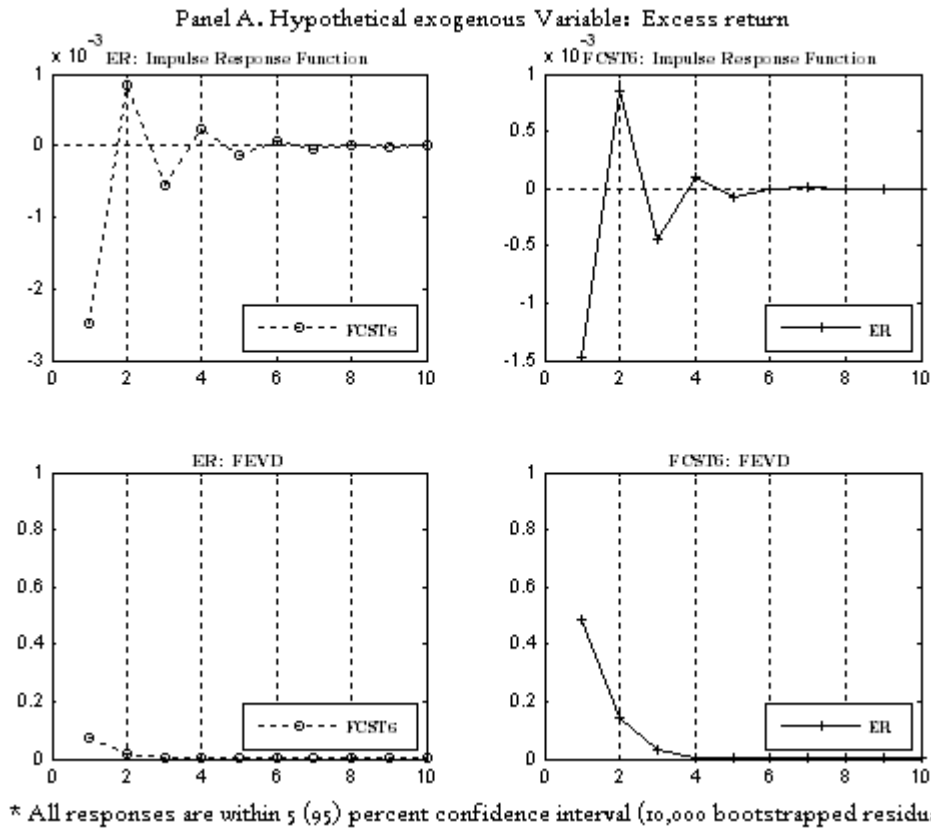 Panel A. Hypothetical exogenous Variable: Excess return
x 10⁻³ ER: Impulse Response Function
1
0
-1
-2
-3
0 2 4 6 8 10
FCST6
x 10⁻³ FCST6: Impulse Response Function
1
0.5
0
-0.5
-1
-1.5
0 2 4 6 8 10
ER
ER: FEVD
1
0.8
0.6
0.4
0.2
0
0 2 4 6 8 10
FCST6
FCST6: FEVD
1
0.8
0.6
0.4
0.2
0
0 2 4 6 8 10
ER
* All responses are within 5 (95) percent confidence interval (10,000 bootstrapped residu